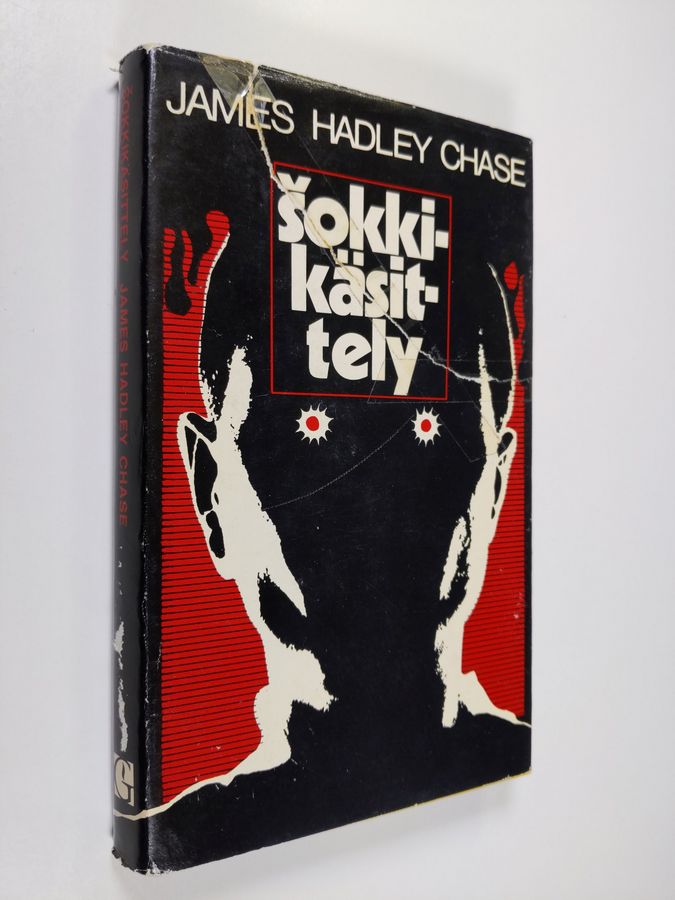 JAMES HADLEY CHASE
šokki-
käsit-
tely
ŠOKKIKÄSITTELY JAMES HADLEY CHASE
G